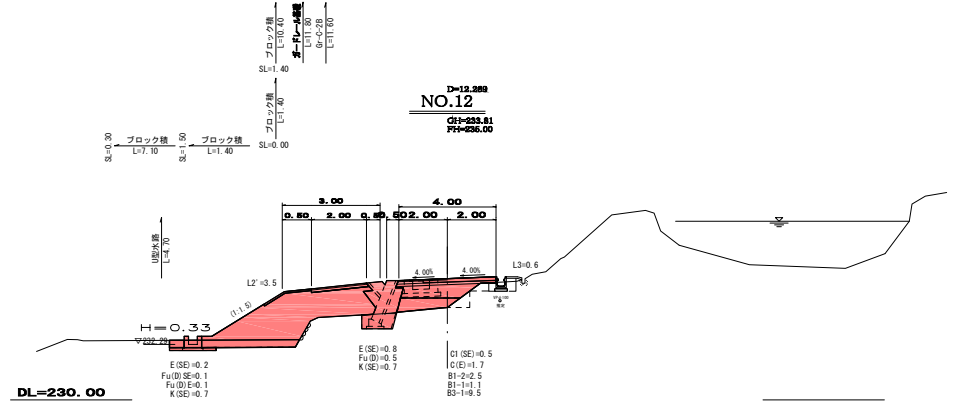 ブロック積
L=10.40
ガードレール基礎
L=11.80
Gr-C-2B
L=11.60
SL=1.40
ブロック積
L=1.40
SL=0.00
D=12.269
NO.12
GH=233.81
FH=235.00
SL=0.30
ブロック積
L=7.10
SL=1.50
ブロック積
L=1.40
3.00
4.00
0.50
2.00
0.50
0.50
2.00
2.00
U型水路
L=4.70
L2'=3.5
4.00%
4.00%
L3=0.6
(1:1.5)
H=0.33
232.29
E(SE)=0.2
Fu(D)SE=0.1
Fu(D)E=0.1
K(SE)=0.7
E(SE)=0.8
Fu(D)=0.5
K(SE)=0.7
C1(SE)=0.5
C(E)=1.7
B1-2=2.5
B1-1=1.1
B3-1=9.5
DL=230.00